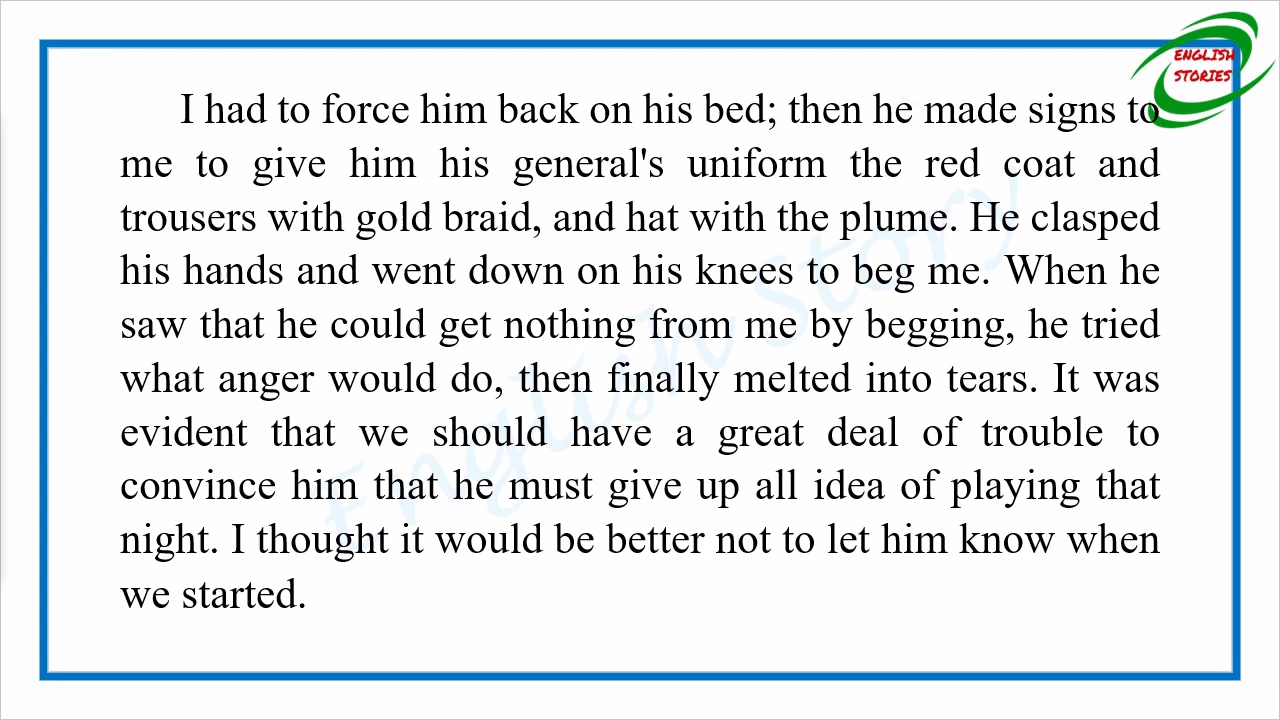 ENGLISH
STORIES
I had to force him back on his bed; then he made signs to
me to give him his general's uniform the red coat and
trousers with gold braid, and hat with the plume. He clasped
his hands and went down on his knees to beg me. When he
saw that he could get nothing from me by begging, he tried
what anger would do, then finally melted into tears. It was
evident that we should have a great deal of trouble to
convince him that he must give up all idea of playing that
night. I thought it would be better not to let him know when
we started.
English Story